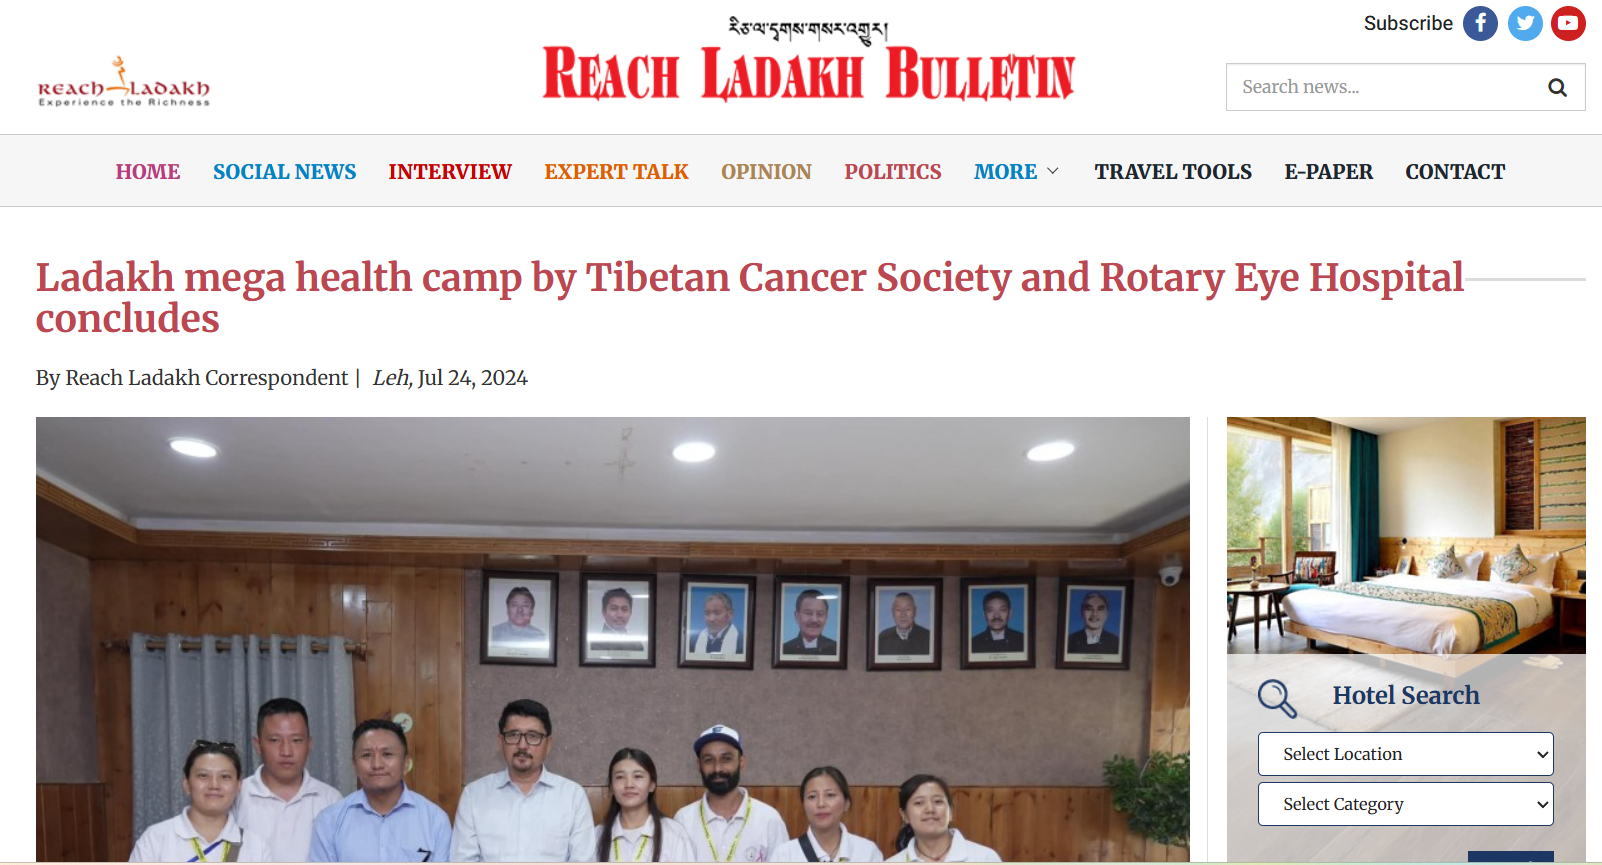 Subscribe
རིཅ་ལ་དྭགས་གསར་འགྱུར།
REACH LADAKH BULLETIN
REACH LADAKH
Experience the Richness
Search news...
HOME
SOCIAL NEWS
INTERVIEW
EXPERT TALK
OPINION
POLITICS
MORE
TRAVEL TOOLS
E-PAPER
CONTACT
Ladakh mega health camp by Tibetan Cancer Society and Rotary Eye Hospital
concludes
By Reach Ladakh Correspondent | Leh, Jul 24, 2024
Hotel Search
Select Location
Select Category